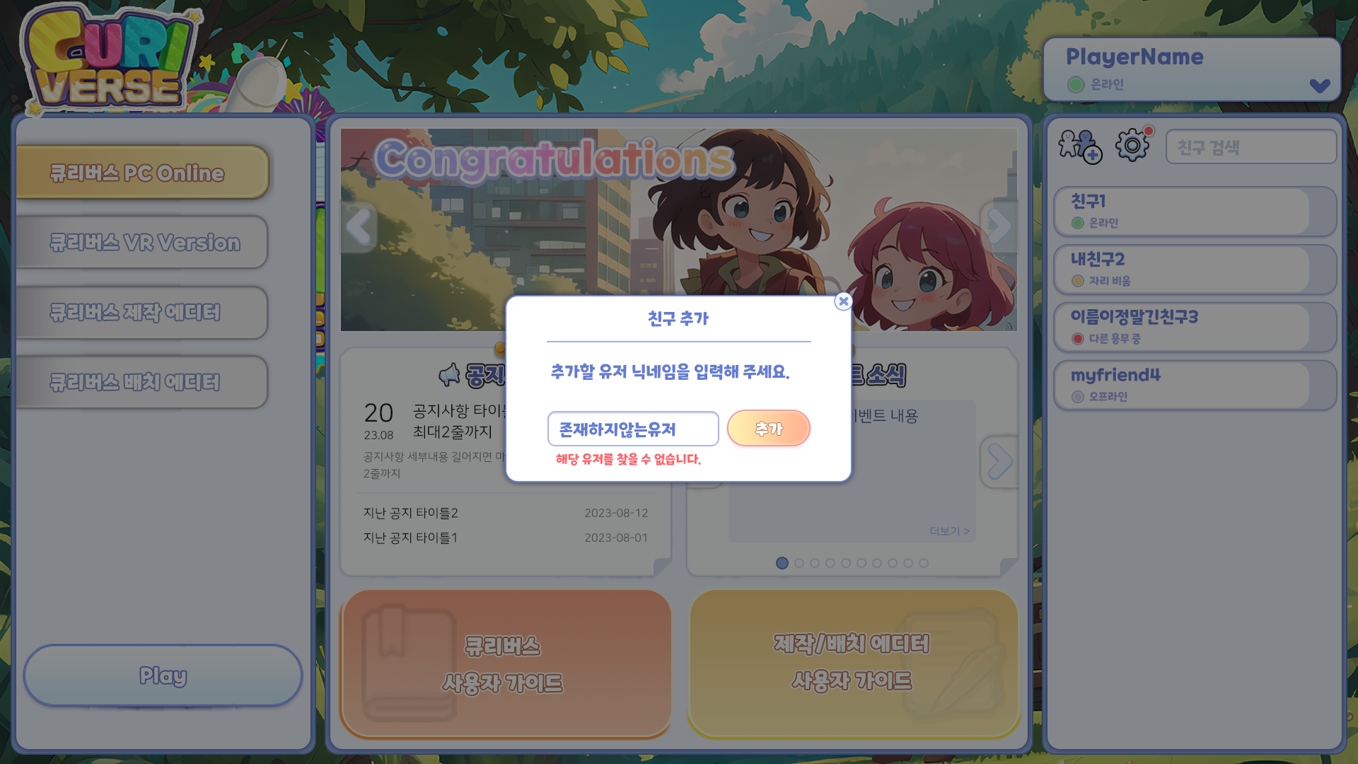 CURI
VERSE
PlayerName
온라인
큐리버스 PC Online
큐리버스 VR Version
큐리버스 제작 에디터
큐리버스 배치 에디터
Play
Congratulations
친구 추가
추가할 유저 닉네임을 입력해 주세요.
존재하지않는유저
추가
해당 유저를 찾을 수 없습니다.
공지
20
23.08
공지사항 타이틀
최대2줄까지
공지사항 세부내용 길어지면 마
2줄까지
지난 공지 타이틀2
2023-08-12
지난 공지 타이틀1
2023-08-01
트 소식
이벤트 내용
더보기 >
큐리버스
사용자 가이드
제작/배치 에디터
사용자 가이드
친구 검색
친구1
온라인
내친구2
자리 비움
이름이정말긴친구3
다른 용무 중
myfriend4
오프라인